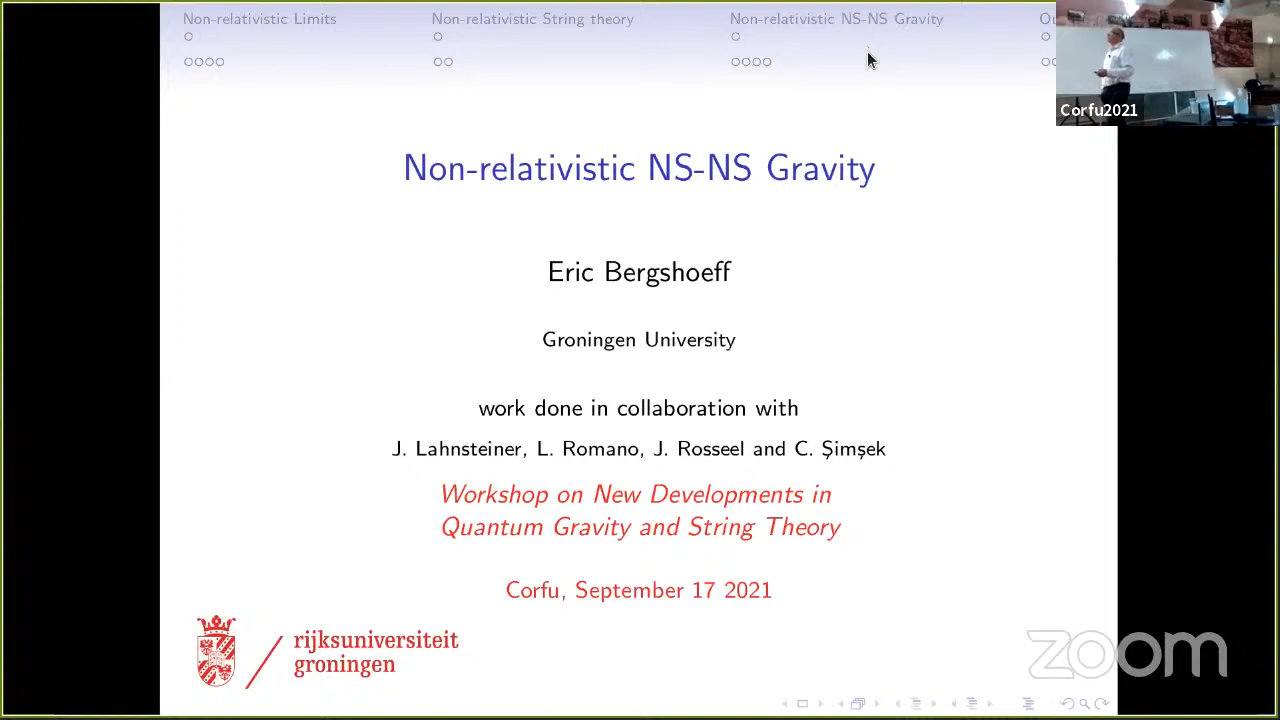 Non-relativistic Limits
Non-relativistic String theory
Non-relativistic NS-NS Gravity
Corfu2021
Non-relativistic NS-NS Gravity
Eric Bergshoeff
Groningen University
work done in collaboration with
J. Lahnsteiner, L. Romano, J. Rosseel and C. Şimşek
Workshop on New Developments in
Quantum Gravity and String Theory
Corfu, September 17 2021
rijksuniversiteit
groningen
zoom